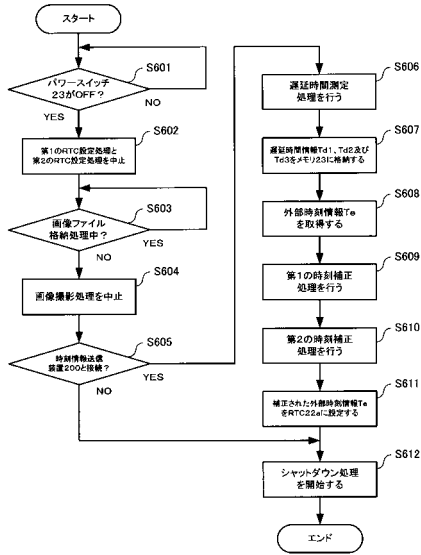 スタート
S601
パワースイッチ
23がOFF?
NO
YES
S602
第1のRTC設定処理と
第2のRTC設定処理を中止
S603
画像ファイル
格納処理中?
YES
NO
S604
画像撮影処理を中止
S605
時刻情報送信
装置200と接続?
YES
NO
S606
遅延時間測定
処理を行う
S607
遅延時間情報Td1、Td2及び
Td3をメモリ23に格納する
S608
外部時刻情報Te
を取得する
S609
第1の時刻補正
処理を行う
S610
第2の時刻補正
処理を行う
S611
補正された外部時刻情報Te
をRTC22aに設定する
S612
シャットダウン処理
を開始する
エンド